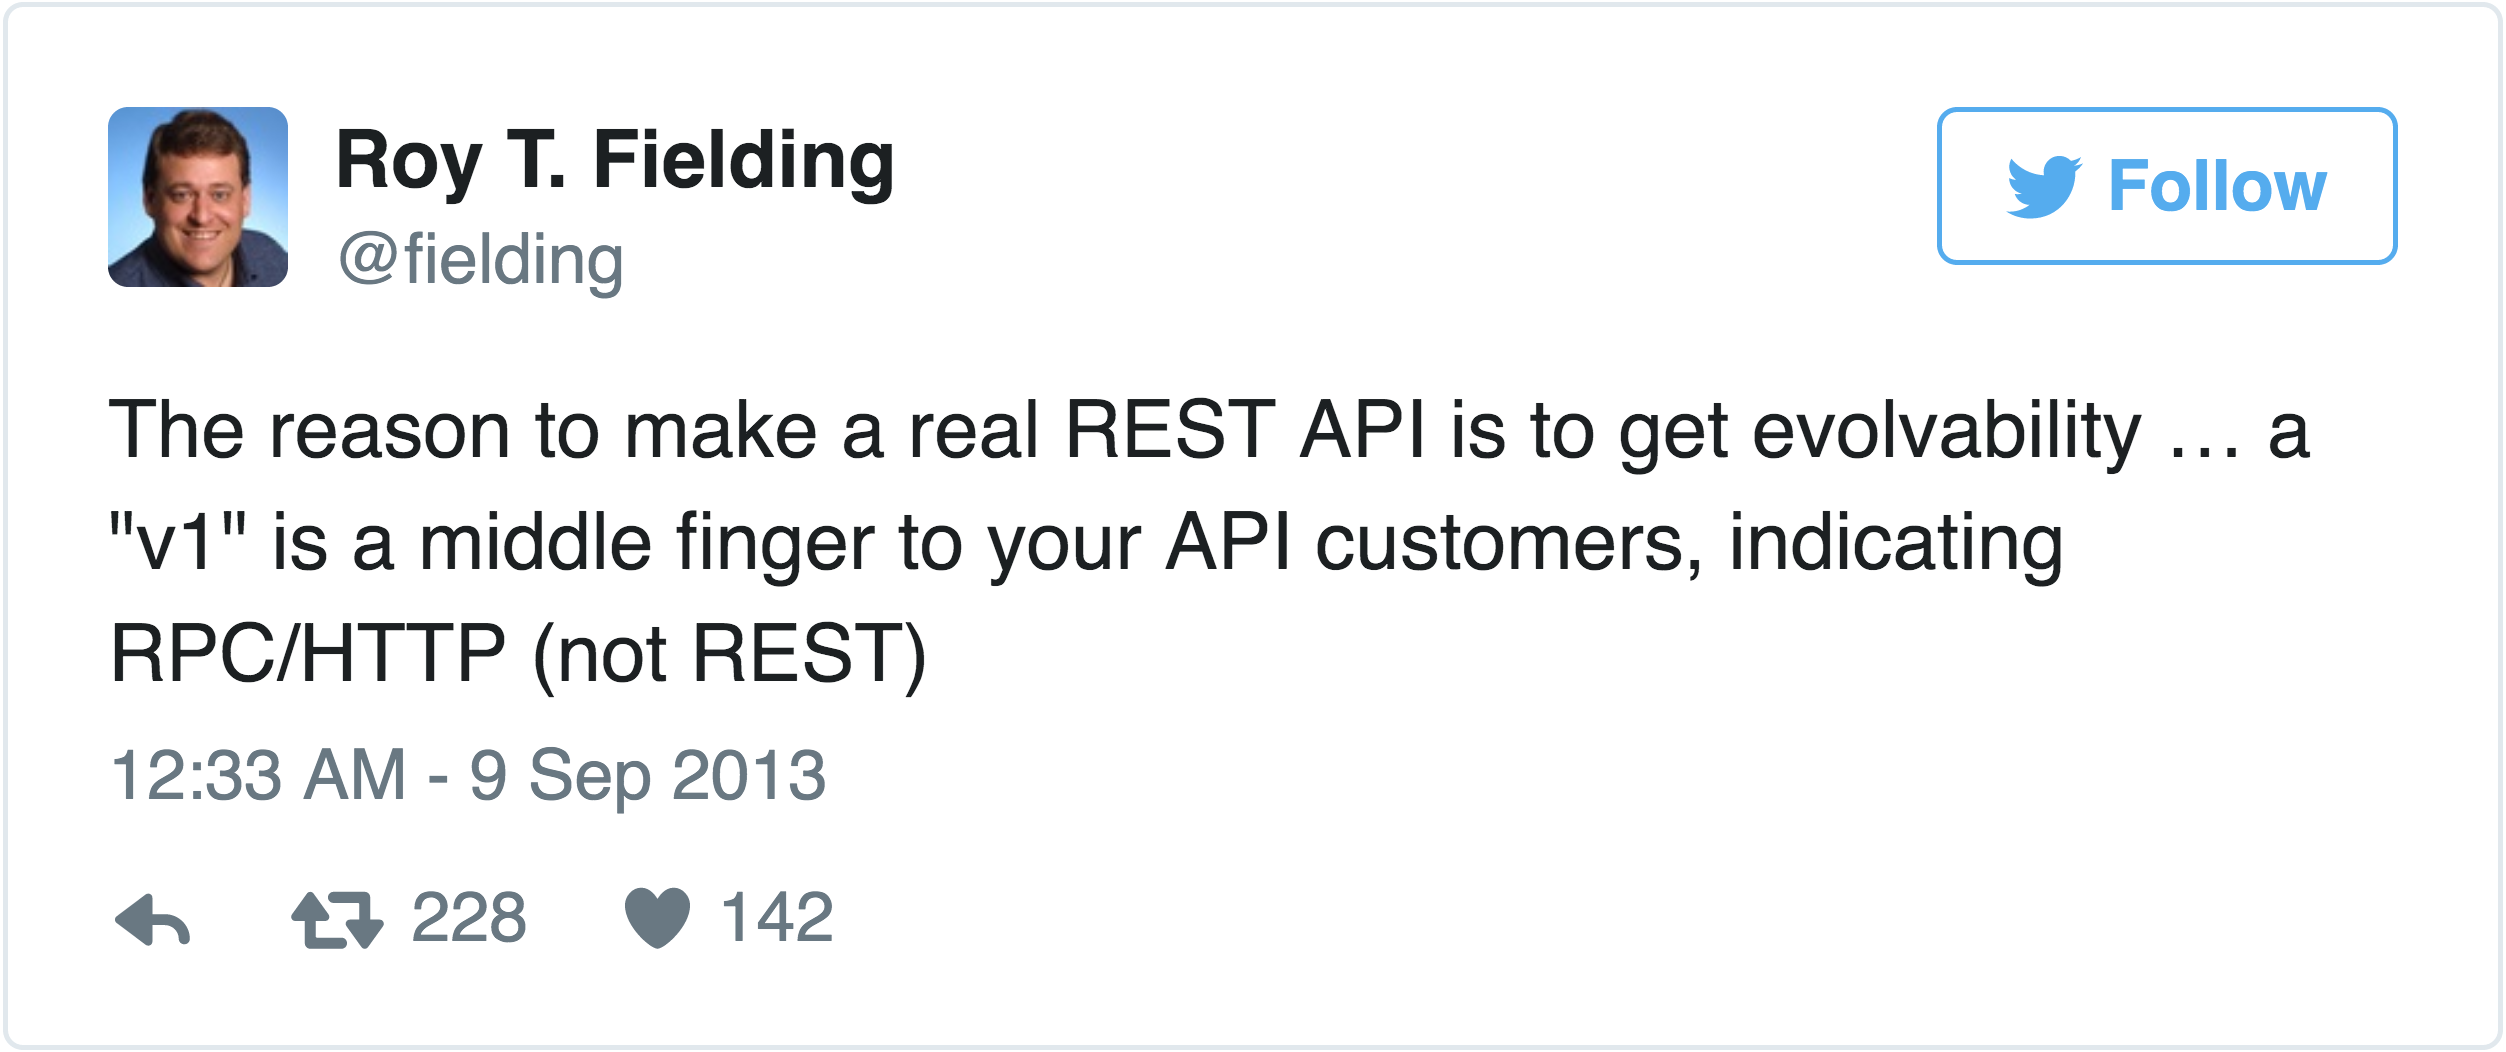 Roy T. Fielding
@fielding
Follow
The reason to make a real REST API is to get evolvability … a
"v1" is a middle finger to your API customers, indicating
RPC/HTTP (not REST)
12:33 AM - 9 Sep 2013
228 142